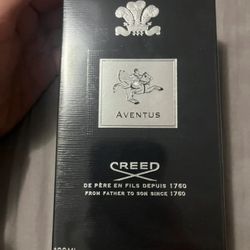 AVENTUS
CREED
DE PÈRE EN FILS DEPUIS 1760
FROM FATHER TO SON SINCE 1760